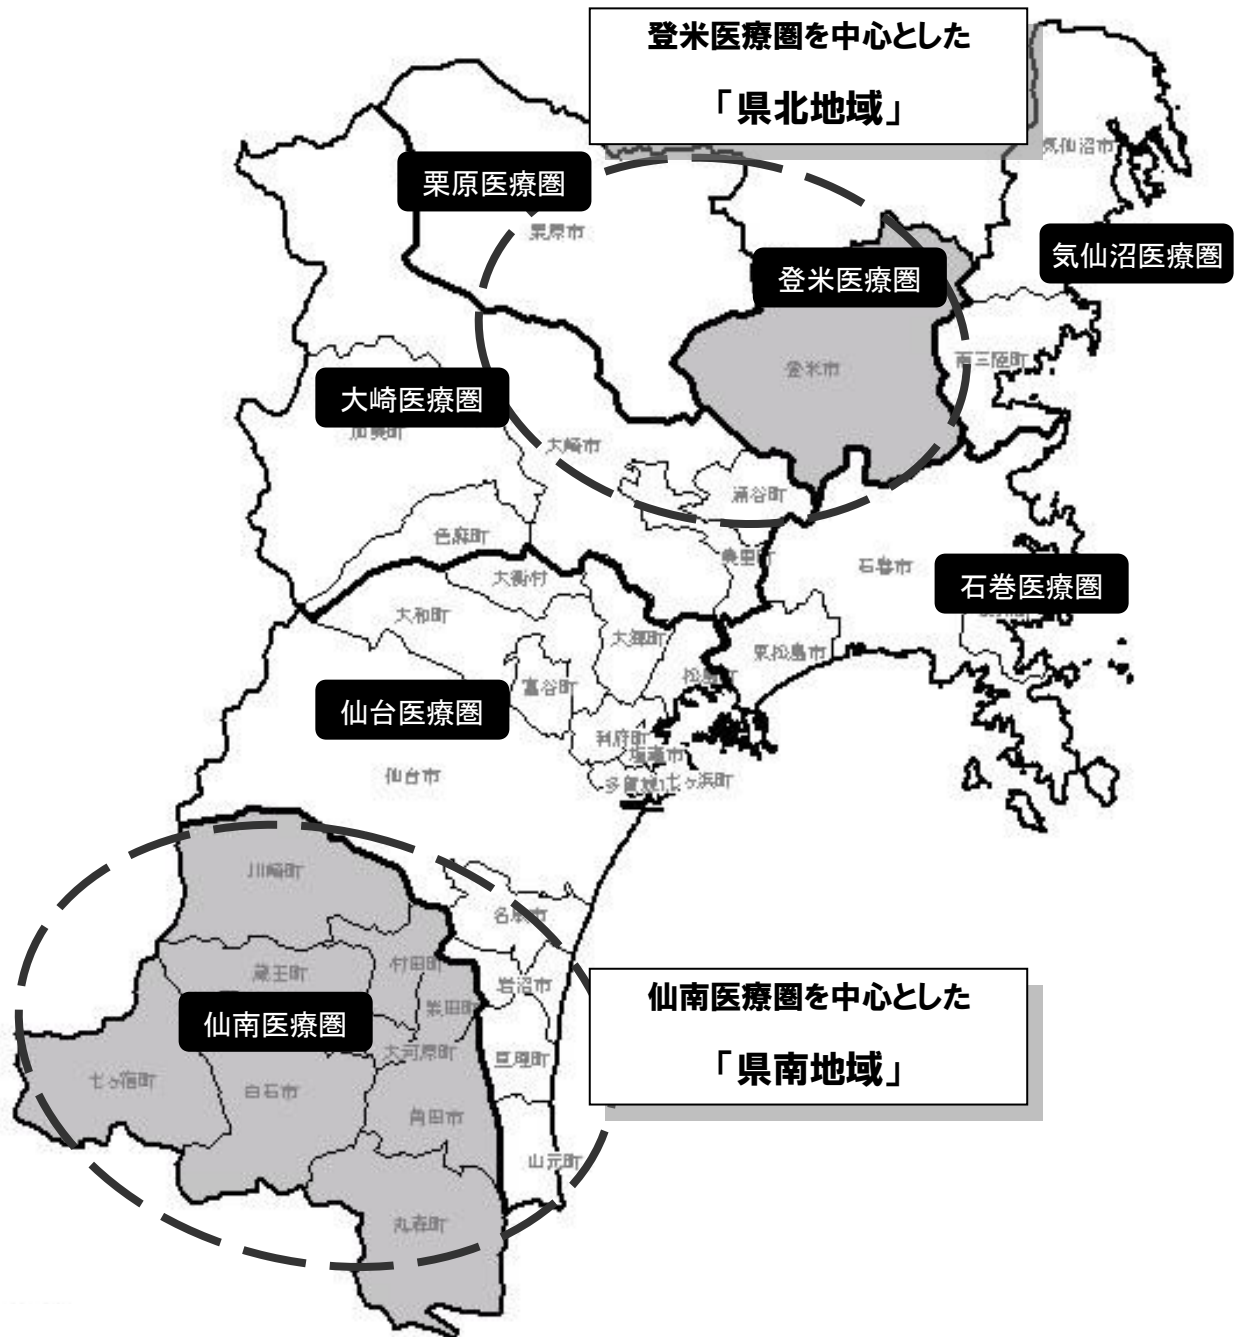 登米医療圏を中心とした
「県北地域」
気仙沼市
栗原医療圏
栗原市
気仙沼医療圏
登米医療圏
南三陸町
登米市
大崎医療圏
加美町
大崎市
涌谷町
色麻町
美里町
石巻市
大衡村
石巻医療圏
大和町
大郷町
東松島市
松島町
富谷町
仙台医療圏
利府町
塩竈市
仙台市
七ヶ浜町
川崎町
名取市
村田町
蔵王町
岩沼市
柴田町
仙南医療圏
仙南医療圏を中心とした
「県南地域」
大河原町
亘理町
七ヶ宿町
白石市
角田市
山元町
丸森町